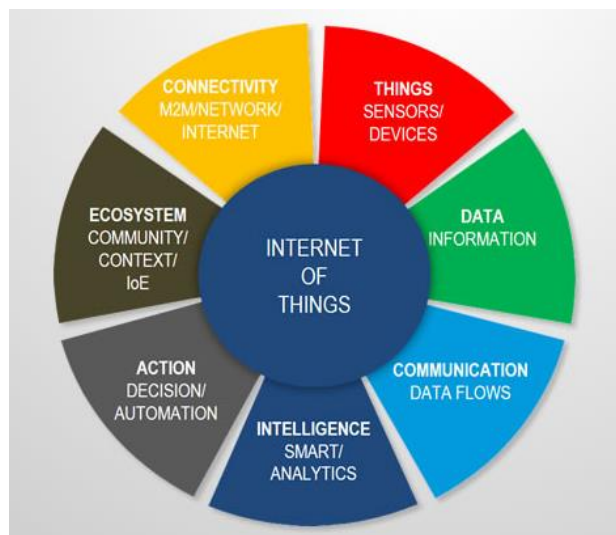 CONNECTIVITY
M2M/NETWORK/
INTERNET
THINGS
SENSORS/
DEVICES
DATA
INFORMATION
COMMUNICATION
DATA FLOWS
INTELLIGENCE
SMART/
ANALYTICS
ACTION
DECISION/
AUTOMATION
ECOSYSTEM
COMMUNITY/
CONTEXT/
IoE
INTERNET
OF
THINGS